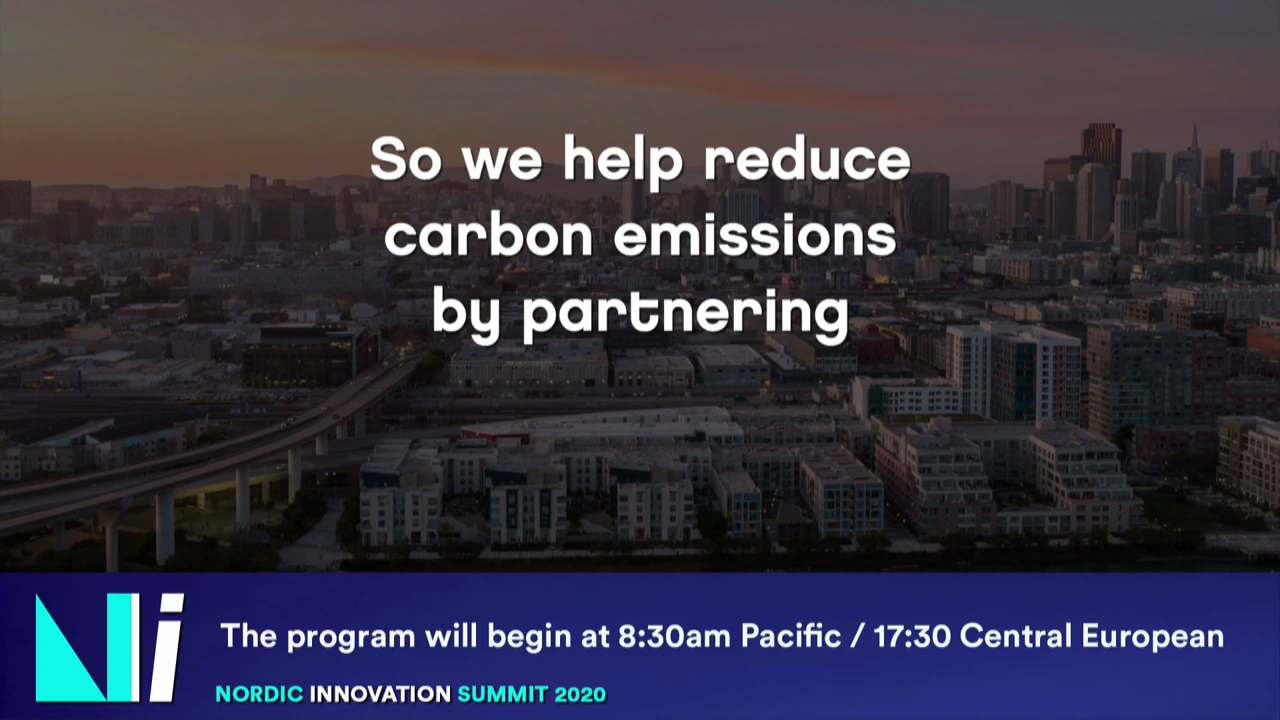 So we help reduce
carbon emissions
by partnering
Ni
The program will begin at 8:30am Pacific / 17:30 Central European
NORDIC INNOVATION SUMMIT 2020